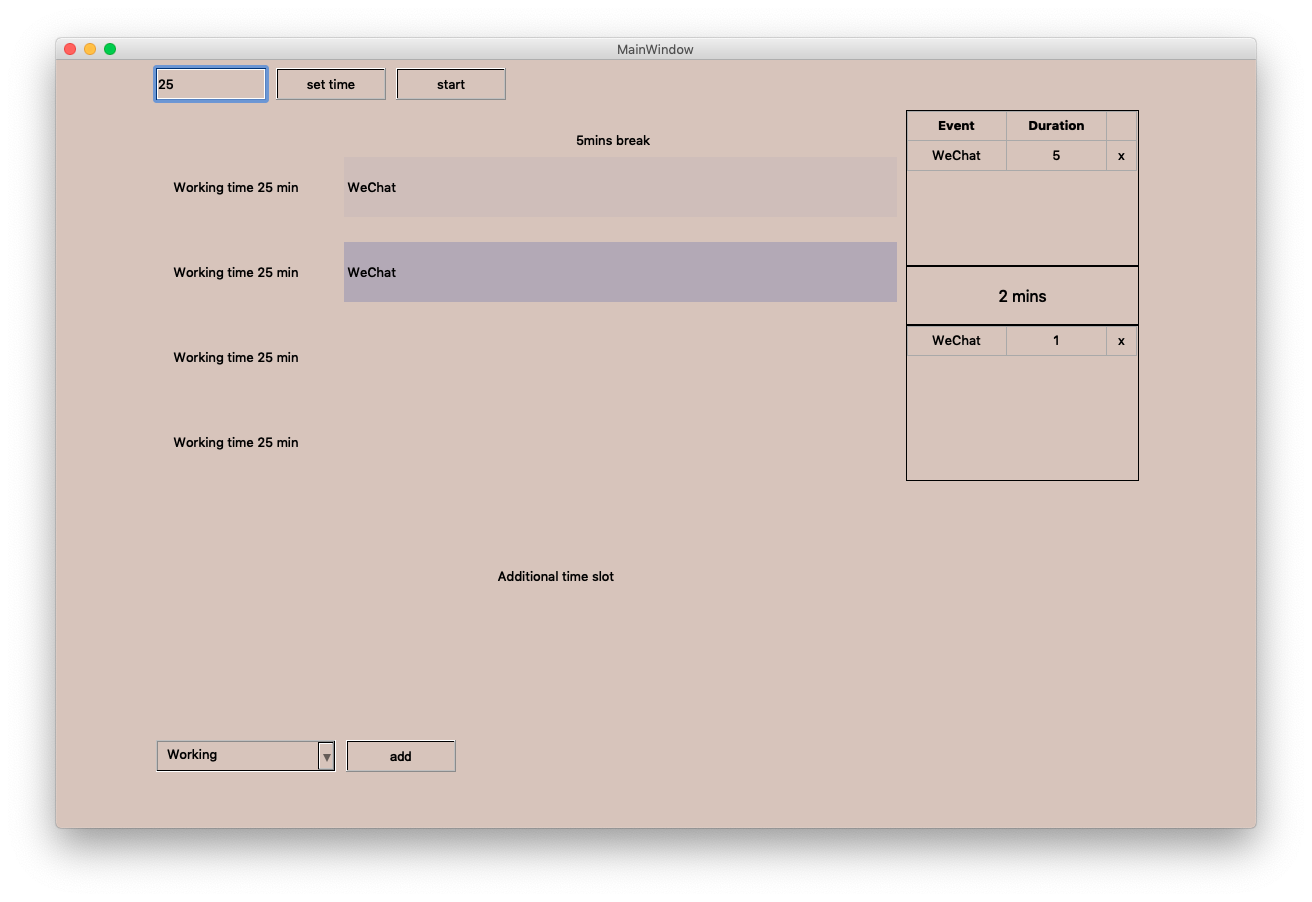 MainWindow
25 set time start
5mins break
Working time 25 min WeChat
Working time 25 min WeChat
Working time 25 min
Working time 25 min
Event Duration
WeChat 5 x
2 mins
WeChat 1 x
Additional time slot
Working ▼ add